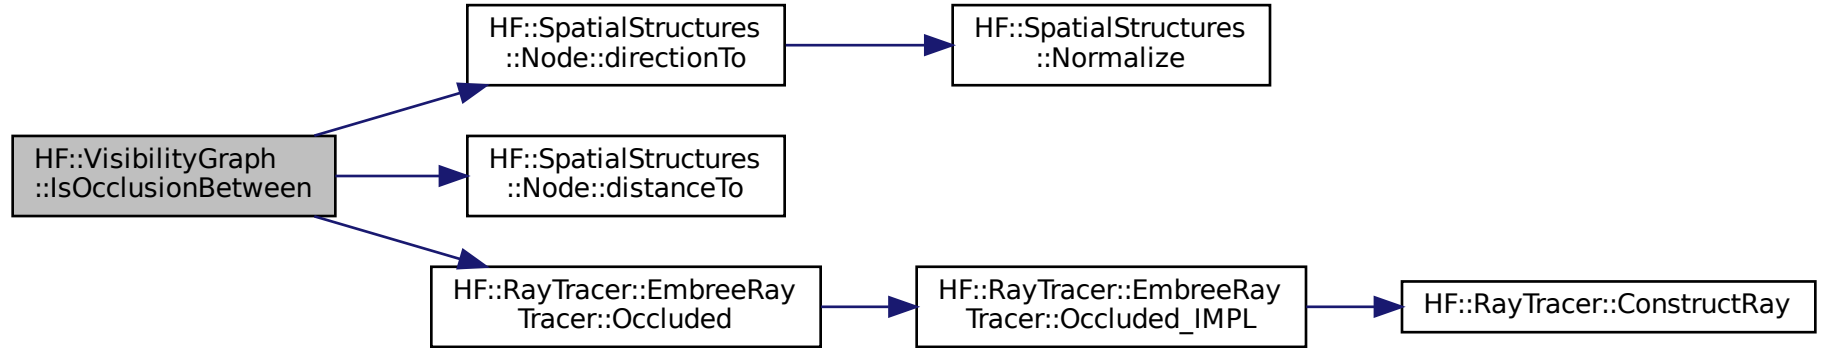 HF::VisibilityGraph
::IsOcclusionBetween
HF::SpatialStructures
::Node::directionTo
HF::SpatialStructures
::Normalize
HF::SpatialStructures
::Node::distanceTo
HF::RayTracer::EmbreeRay
Tracer::Occluded
HF::RayTracer::EmbreeRay
Tracer::Occluded_IMPL
HF::RayTracer::ConstructRay